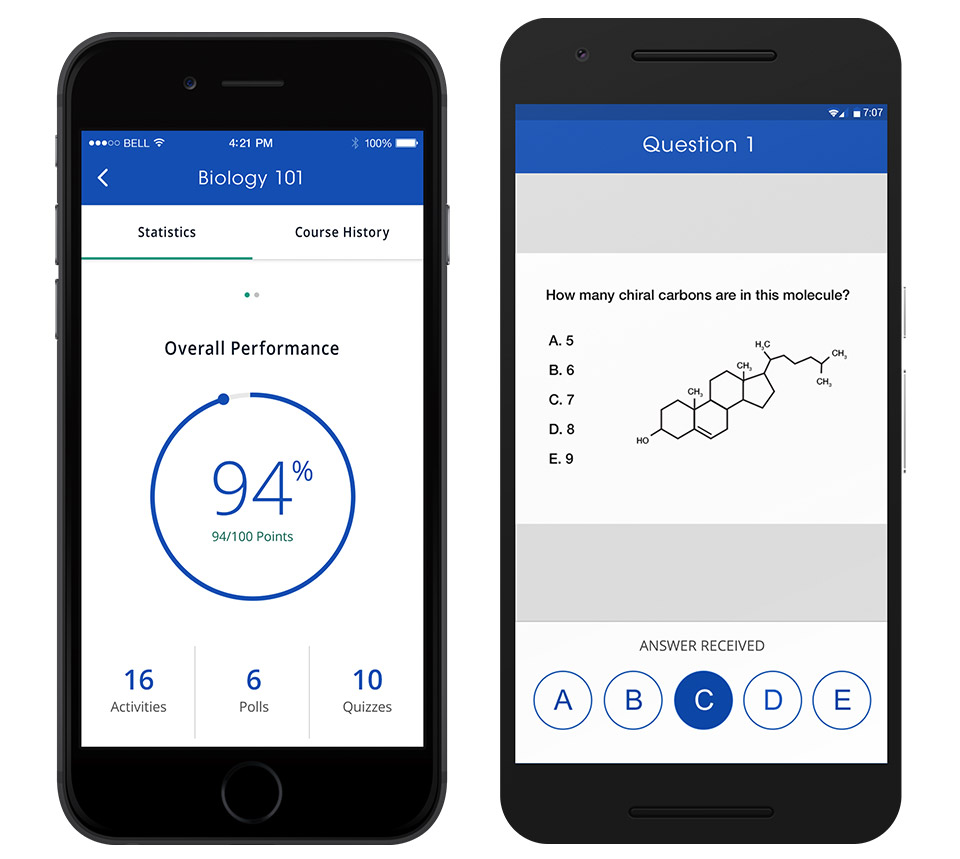 BELL
4:21 PM
100%
Biology 101
Statistics
Course History
Overall Performance
94%
94/100 Points
16
Activities
6
Polls
10
Quizzes
7:07
Question 1
How many chiral carbons are in this molecule?
A. 5
B. 6
C. 7
D. 8
E. 9
H₃C
CH₃
CH₃
CH₃
CH₃
HO
ANSWER RECEIVED
A
B
C
D
E